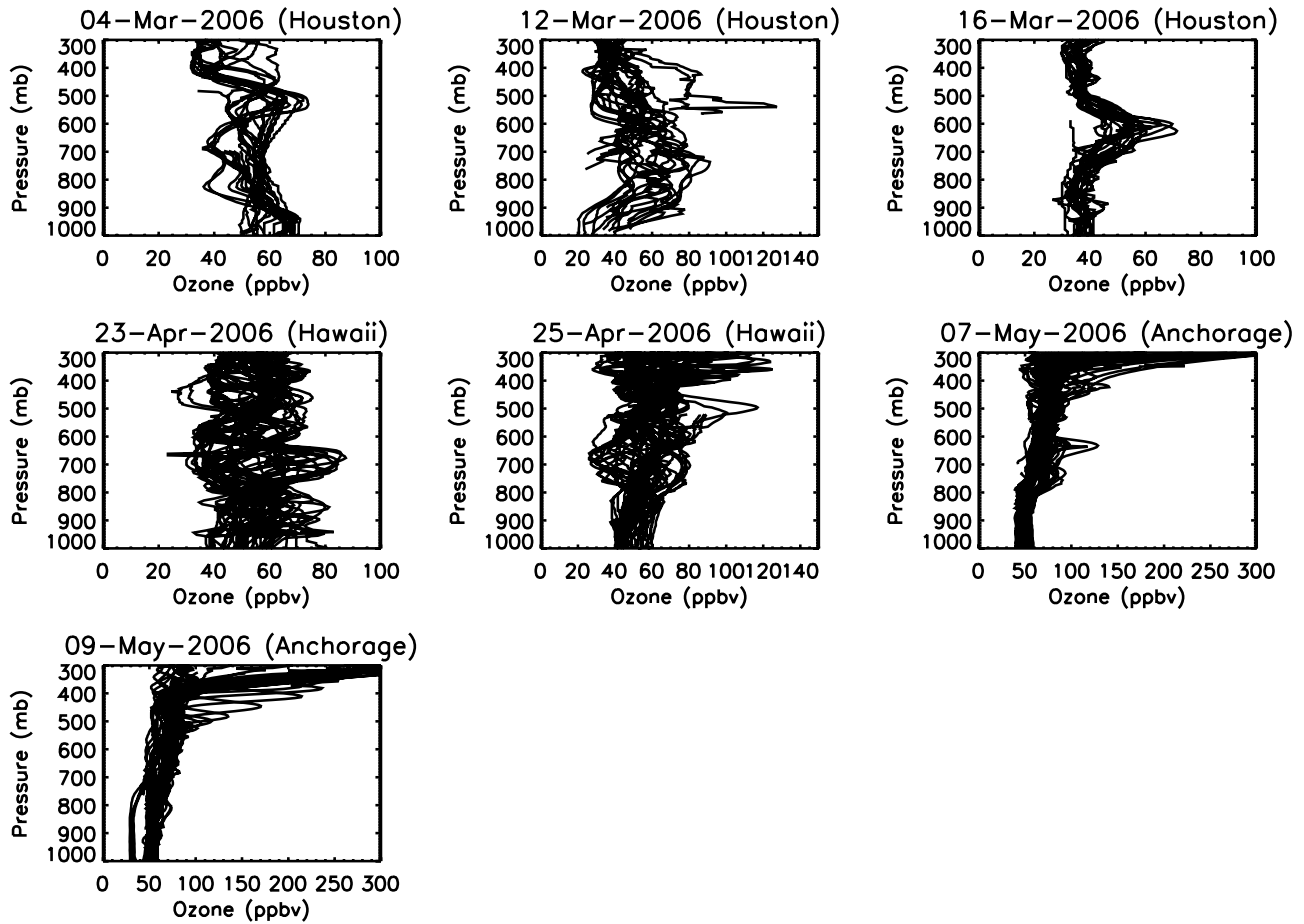 04-Mar-2006 (Houston)
Pressure (mb)
300
400
500
600
700
800
900
1000
0 20 40 60 80 100
Ozone (ppbv)
12-Mar-2006 (Houston)
Pressure (mb)
300
400
500
600
700
800
900
1000
0 20 40 60 80 100120140
Ozone (ppbv)
16-Mar-2006 (Houston)
Pressure (mb)
300
400
500
600
700
800
900
1000
0 20 40 60 80 100
Ozone (ppbv)
23-Apr-2006 (Hawaii)
Pressure (mb)
300
400
500
600
700
800
900
1000
0 20 40 60 80 100
Ozone (ppbv)
25-Apr-2006 (Hawaii)
Pressure (mb)
300
400
500
600
700
800
900
1000
0 20 40 60 80 100120140
Ozone (ppbv)
07-May-2006 (Anchorage)
Pressure (mb)
300
400
500
600
700
800
900
1000
0 50 100 150 200 250 300
Ozone (ppbv)
09-May-2006 (Anchorage)
Pressure (mb)
300
400
500
600
700
800
900
1000
0 50 100 150 200 250 300
Ozone (ppbv)